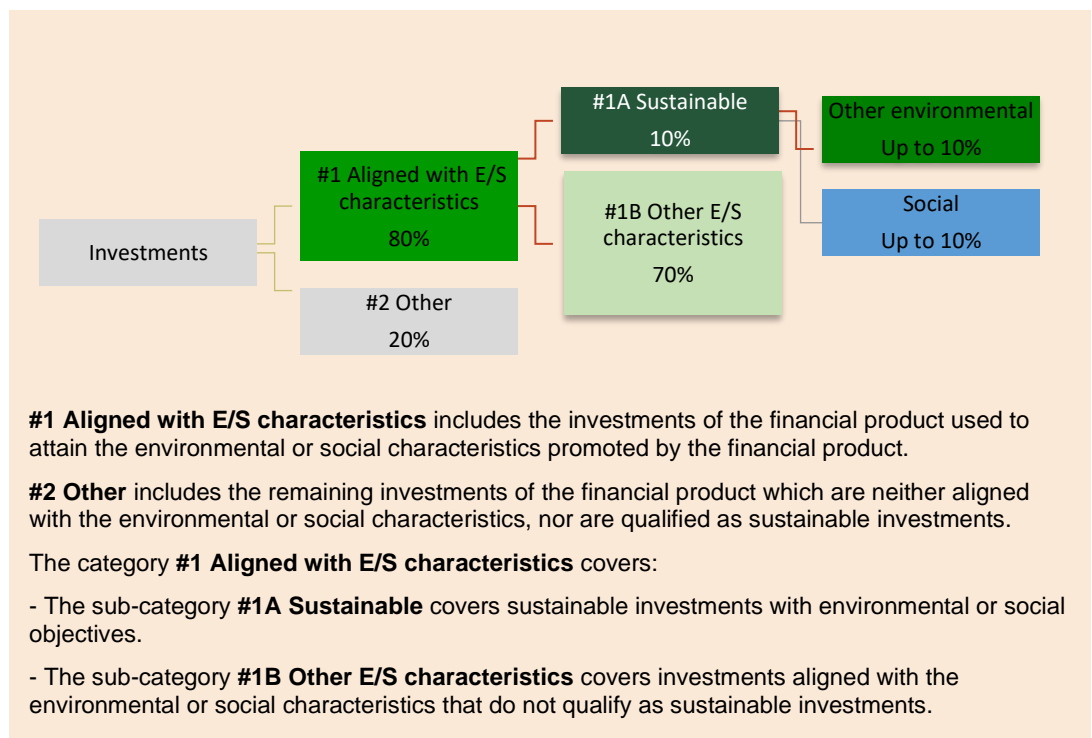 #1A Sustainable
10%
Other environmental
Up to 10%
#1 Aligned with E/S
characteristics
80%
#1B Other E/S
characteristics
70%
Social
Up to 10%
Investments
#2 Other
20%
#1 Aligned with E/S characteristics includes the investments of the financial product used to
attain the environmental or social characteristics promoted by the financial product.
#2 Other includes the remaining investments of the financial product which are neither aligned
with the environmental or social characteristics, nor are qualified as sustainable investments.
The category #1 Aligned with E/S characteristics covers:
- The sub-category #1A Sustainable covers sustainable investments with environmental or social
objectives.
- The sub-category #1B Other E/S characteristics covers investments aligned with the
environmental or social characteristics that do not qualify as sustainable investments.